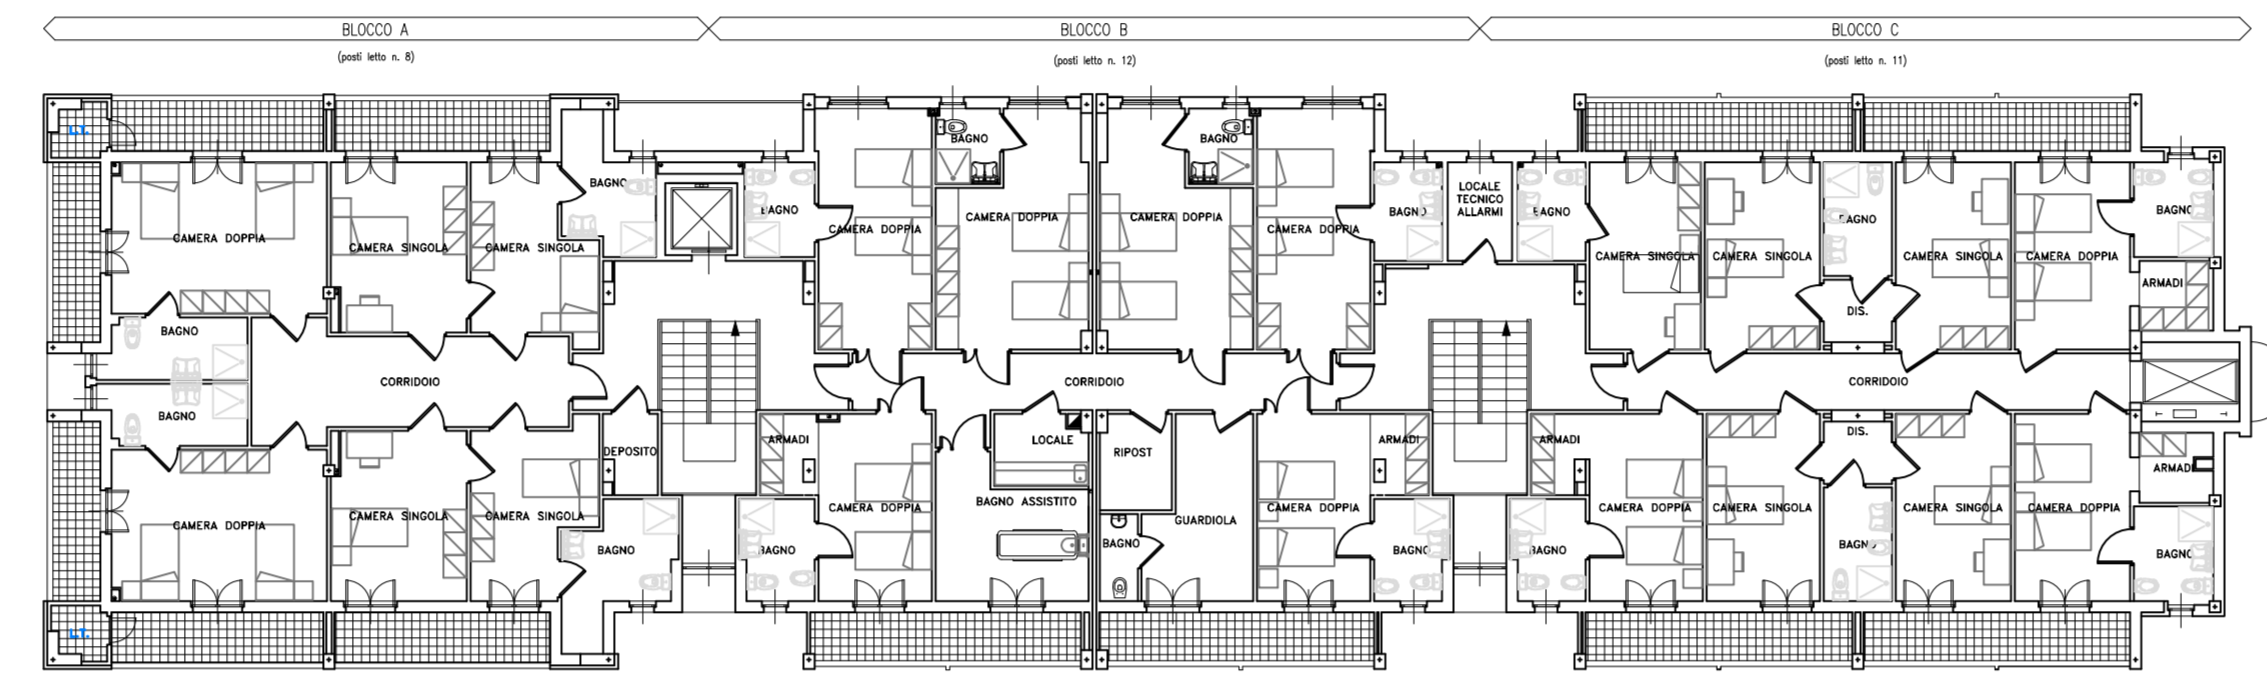 BLOCCO A
BLOCCO B
BLOCCO C
(posti letto n. 8)
(posti letto n. 12)
(posti letto n. 11)
L.T.
BAGNO
BAGNO
CAMERA DOPPIA
CAMERA SINGOLA
CAMERA SINGOLA
BAGNO
BAGNO
CAMERA DOPPIA
CAMERA DOPPIA
CAMERA DOPPIA
CAMERA DOPPIA
BAGNO
LOCALE
TECNICO
ALLARMI
BAGNO
CAMERA SINGOLA
CAMERA SINGOLA
BAGNO
CAMERA SINGOLA
CAMERA DOPPIA
BAGNO
ARMADI
DIS.
BAGNO
CORRIDOIO
CORRIDOIO
CORRIDOIO
BAGNO
DEPOSITO
ARMADI
LOCALE
RIPOST
ARMADI
ARMADI
DIS.
ARMADI
CAMERA DOPPIA
CAMERA SINGOLA
CAMERA SINGOLA
BAGNO
BAGNO
CAMERA DOPPIA
BAGNO ASSISTITO
BAGNO
GUARDIOLA
CAMERA DOPPIA
BAGNO
BAGNO
CAMERA DOPPIA
CAMERA SINGOLA
BAGNO
CAMERA SINGOLA
CAMERA DOPPIA
BAGNO
L.T.